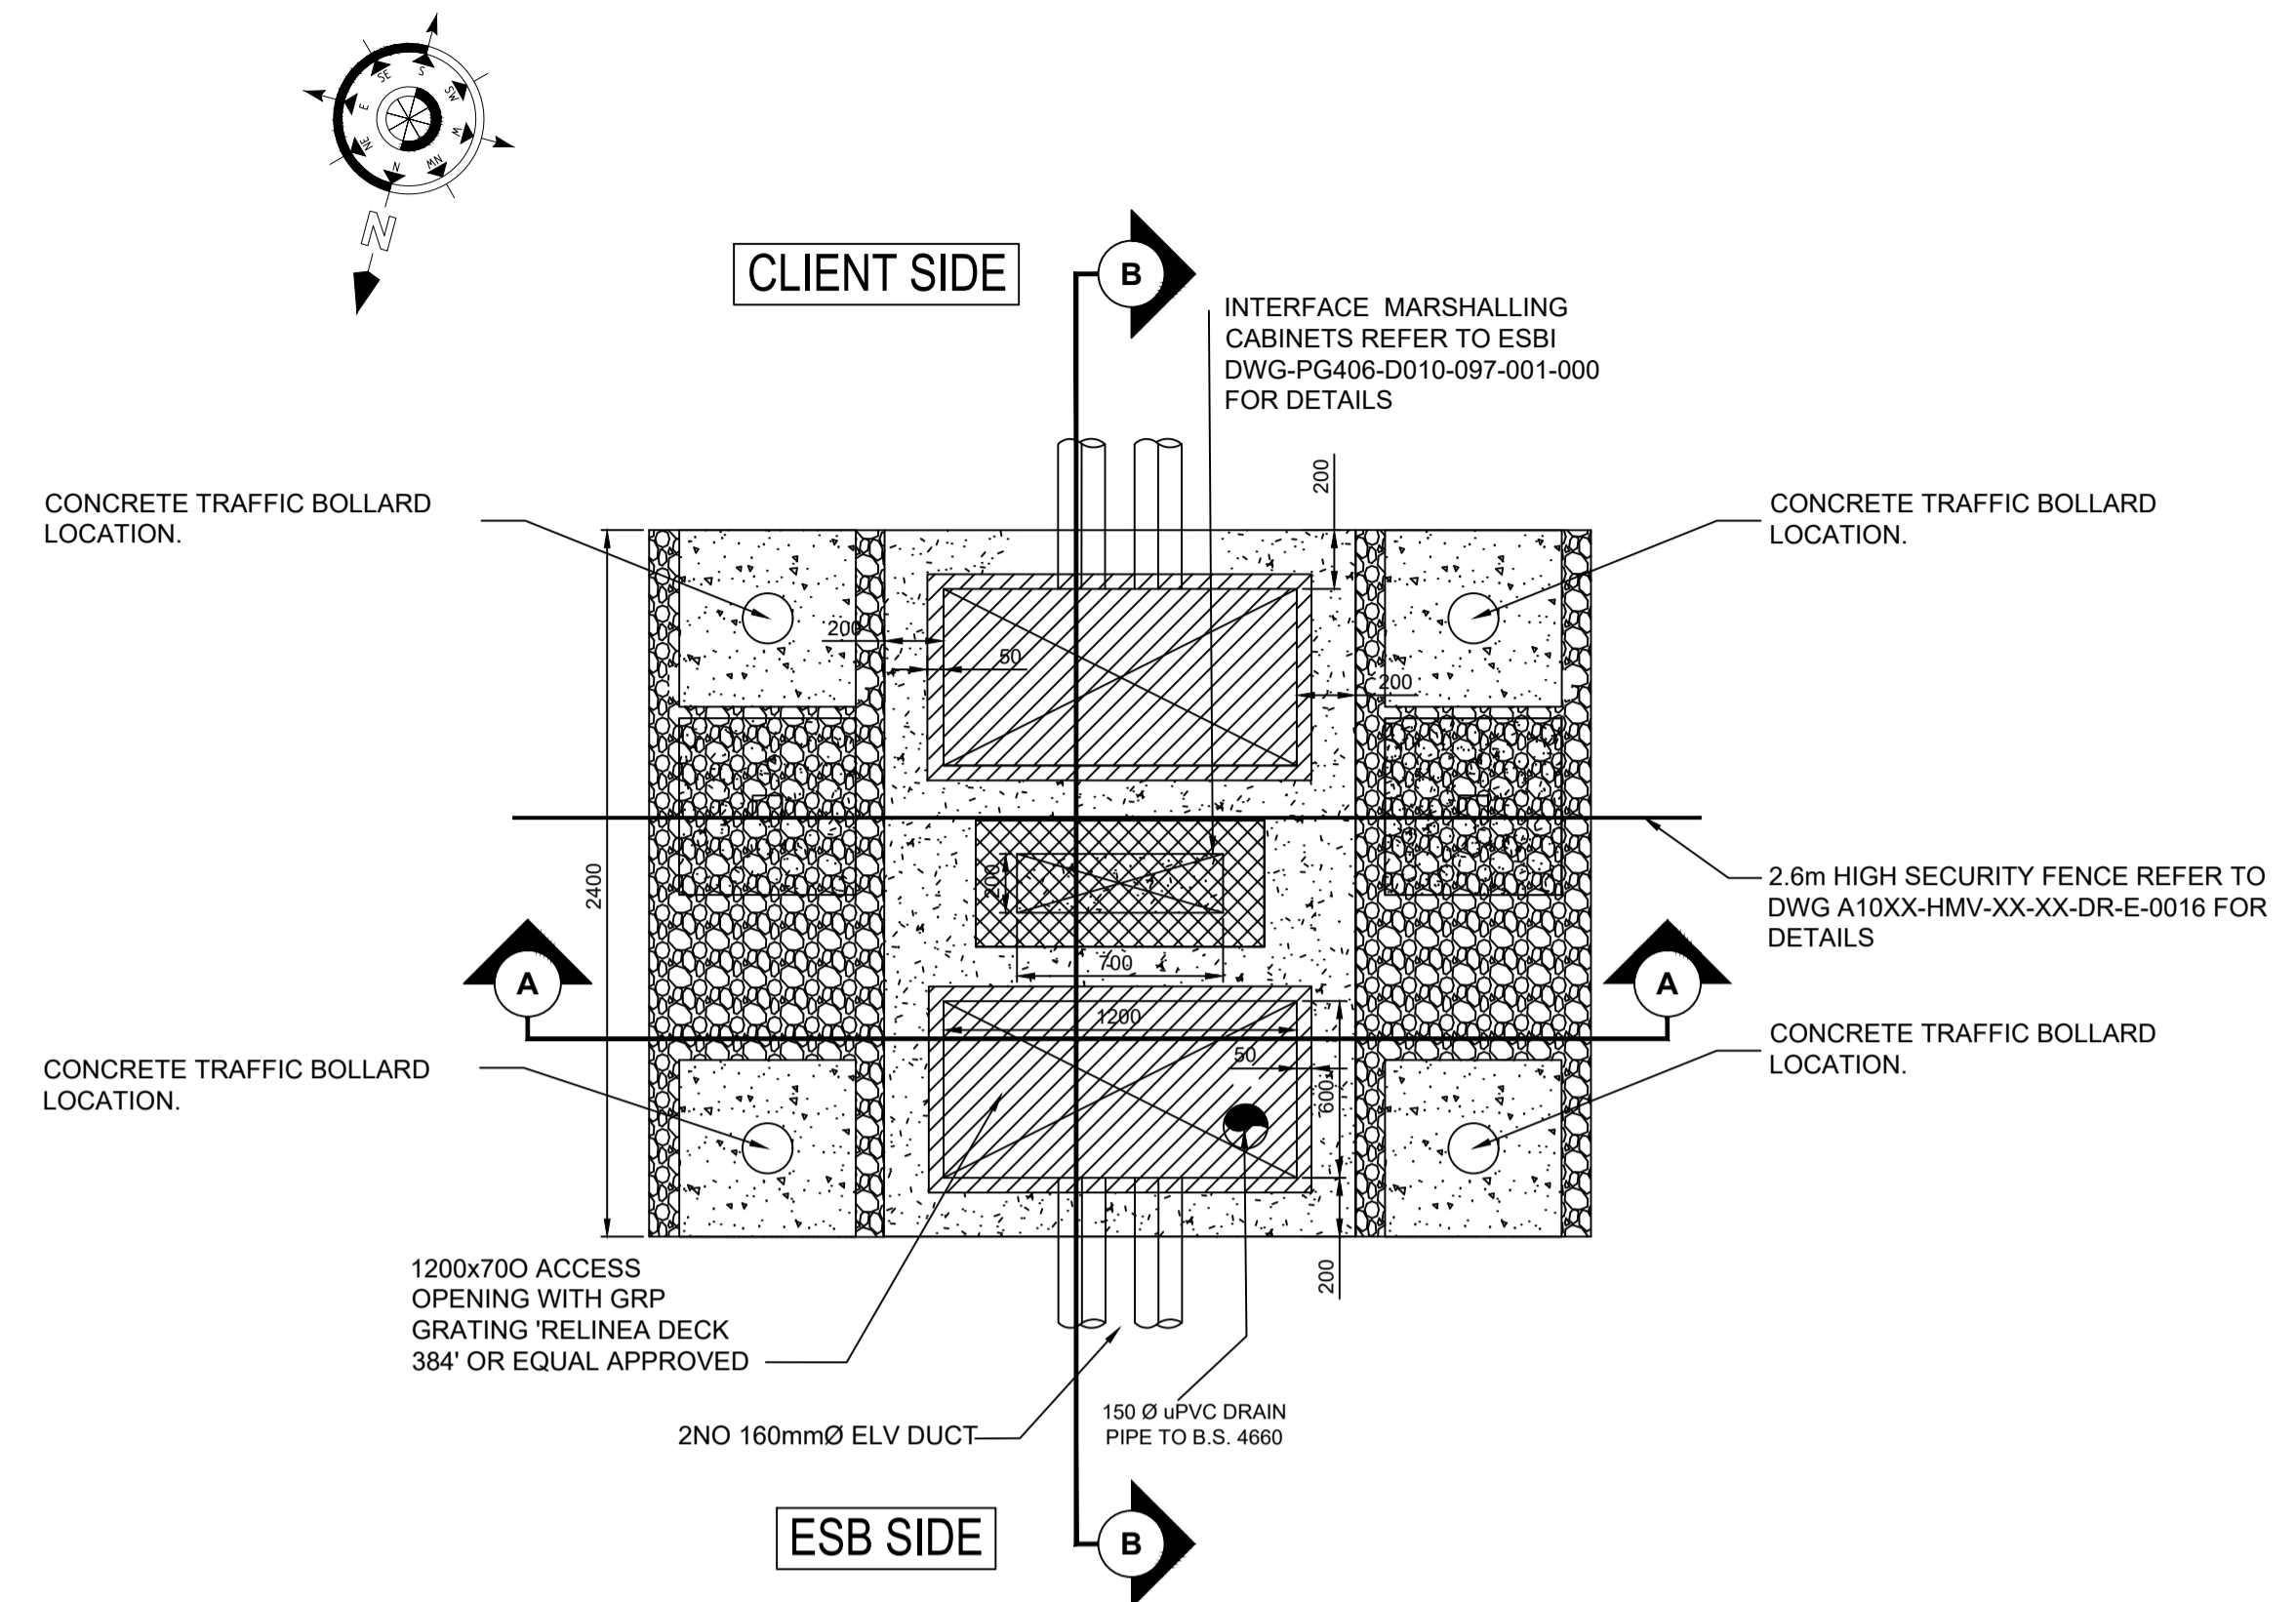 S
SE
SW
E
W
NE
NW
N
N
CLIENT SIDE
B
INTERFACE MARSHALLING
CABINETS REFER TO ESBI
DWG-PG406-D010-097-001-000
FOR DETAILS
CONCRETE TRAFFIC BOLLARD
LOCATION.
200
CONCRETE TRAFFIC BOLLARD
LOCATION.
200
50
200
2400
200
2.6m HIGH SECURITY FENCE REFER TO
DWG A10XX-HMV-XX-XX-DR-E-0016 FOR
DETAILS
700
A
A
1200
CONCRETE TRAFFIC BOLLARD
LOCATION.
50
600
CONCRETE TRAFFIC BOLLARD
LOCATION.
200
1200x70O ACCESS
OPENING WITH GRP
GRATING 'RELINEA DECK
384' OR EQUAL APPROVED
2NO 160mmØ ELV DUCT
150 Ø uPVC DRAIN
PIPE TO B.S. 4660
ESB SIDE
B